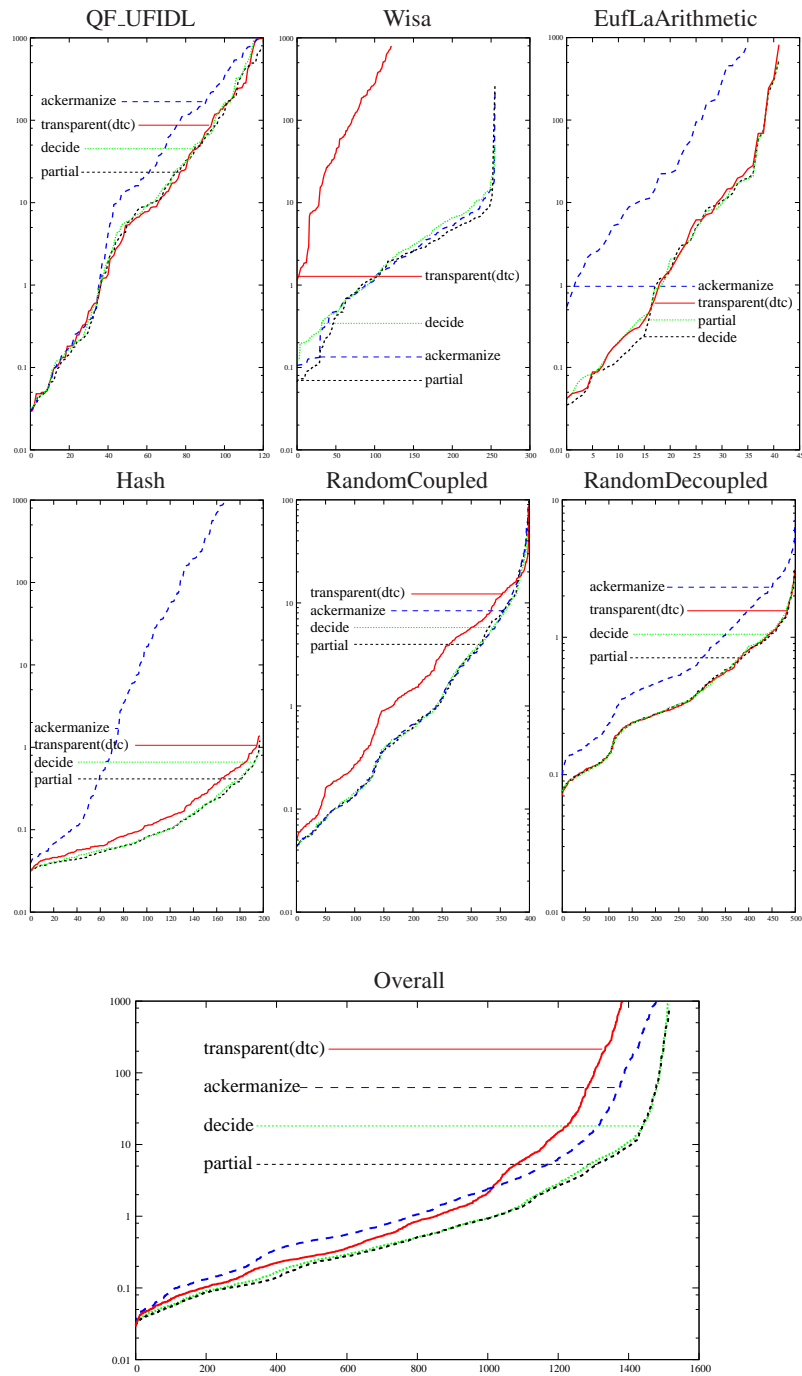 QF_UFIDL
Wisa
EufLaArithmetic
1000
100
10
1
0.1
0.01
ackermanize
transparent(dtc)
decide
partial
0 20 40 60 80 100 120
1000
100
10
1
0.1
0.01
transparent(dtc)
decide
ackermanize
partial
0 50 100 150 200 250 300
1000
100
10
1
0.1
0.01
ackermanize
transparent(dtc)
partial
decide
0 5 10 15 20 25 30 35 40 45
Hash
RandomCoupled
RandomDecoupled
1000
100
10
1
0.1
0.01
ackermanize
transparent(dtc)
decide
partial
0 20 40 60 80 100 120 140 160 180 200
100
10
1
0.1
0.01
transparent(dtc)
ackermanize
decide
partial
0 50 100 150 200 250 300 350 400
10
1
0.1
0.01
ackermanize
transparent(dtc)
decide
partial
0 50 100 150 200 250 300 350 400 450 500
Overall
1000
100
10
1
0.1
0.01
transparent(dtc)
ackermanize
decide
partial
0 200 400 600 800 1000 1200 1400 1600